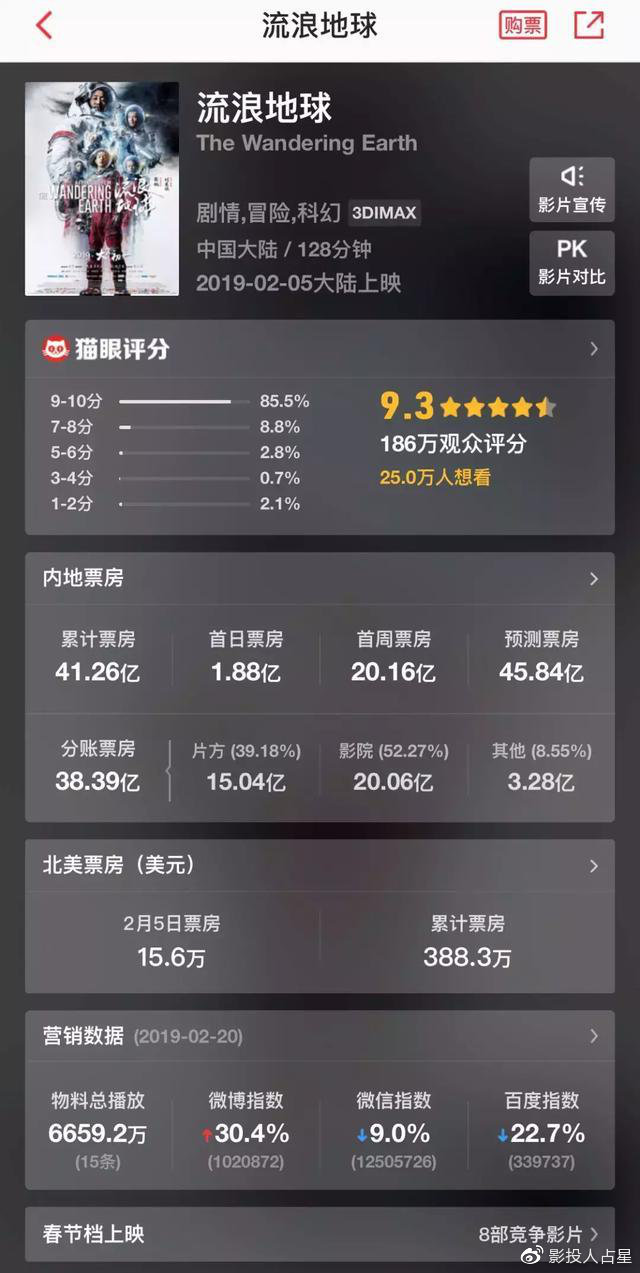 流浪地球
购票
流浪地球
The Wandering Earth
剧情,冒险,科幻 3DIMAX
中国大陆 / 128分钟
2019-02-05大陆上映
影片宣传
PK
影片对比
WANDERING
EARTH
流浪
地球
猫眼评分
9-10分 85.5%
7-8分 8.8%
5-6分 2.8%
3-4分 0.7%
1-2分 2.1%
9.3
186万观众评分
25.0万人想看
内地票房
累计票房 首日票房 首周票房 预测票房
41.26亿 1.88亿 20.16亿 45.84亿
分账票房 片方 (39.18%) 影院 (52.27%) 其他 (8.55%)
38.39亿 15.04亿 20.06亿 3.28亿
北美票房（美元）
2月5日票房 累计票房
15.6万 388.3万
营销数据 (2019-02-20)
物料总播放 微博指数 微信指数 百度指数
6659.2万 30.4% 9.0% 22.7%
(15条) (1020872) (12505726) (339737)
春节档上映 8部竞争影片
影投人占星